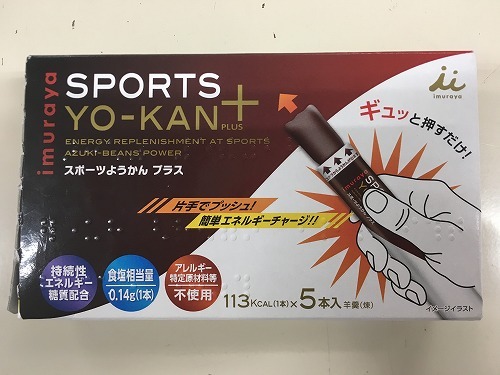 imuraya
SPORTS
YO-KAN+
PLUS
ENERGY REPLENISHMENT AT SPORTS
AZUKI-BEANS POWER
スポーツようかん プラス
imuraya
ギュッと押すだけ!
片手でプッシュ!
簡単エネルギーチャージ!!
imuraya
SP
持続性
エネルギー
糖質配合
食塩相当量
0.14g(1本)
アレルギー
特定原材料等
不使用
113KCAL(1本)×5本入 羊羹(煉)
イメージイラスト